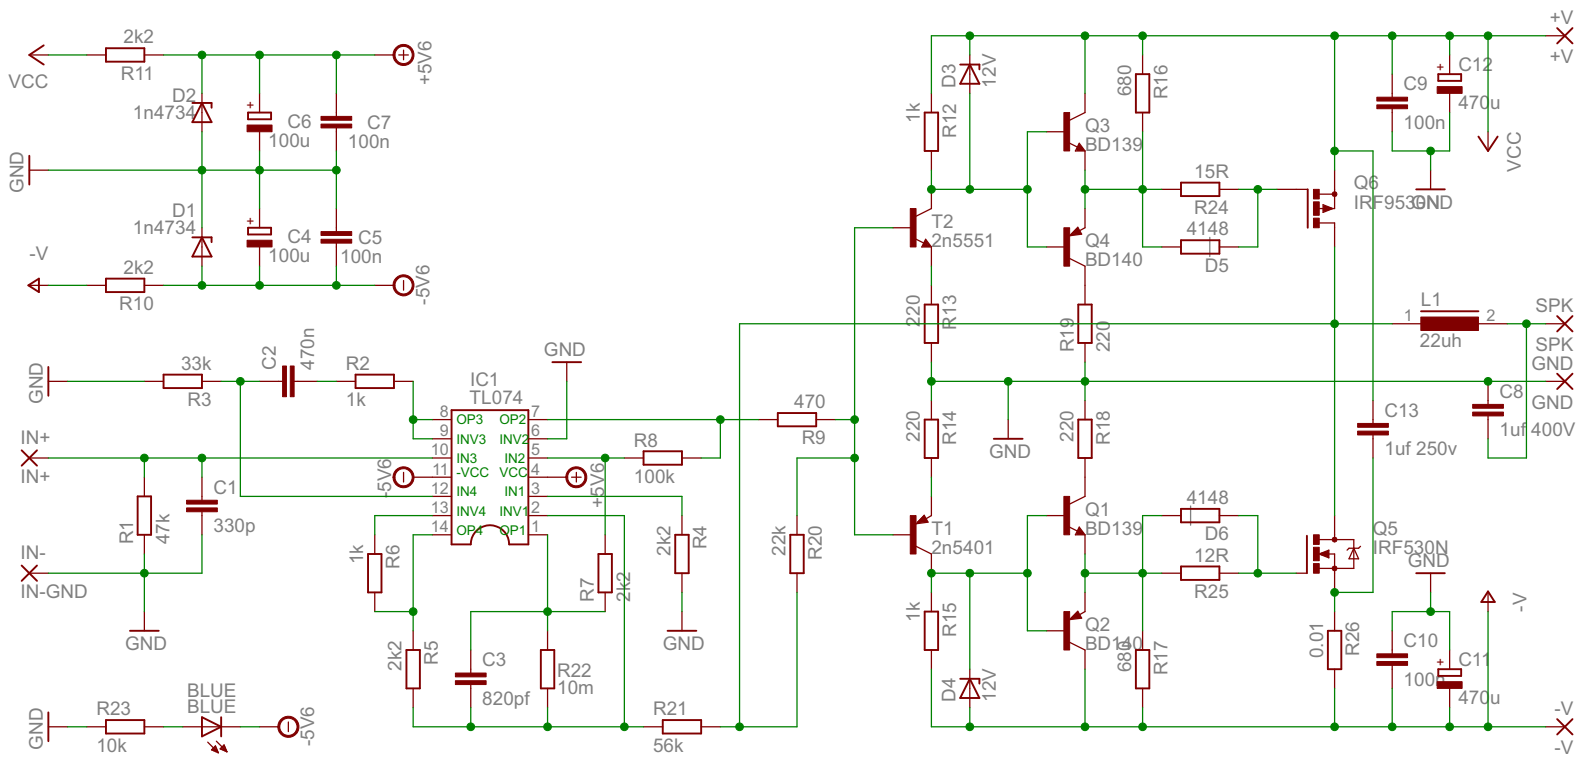 2k2
R11
VCC
+5V6
D2
1n4734
C6
100u
C7
100n
GND
D1
1n4734
C4
100u
C5
100n
-V
2k2
R10
-5V6
GND
33k
R3
C2
470n
R2
1k
GND
IC1
TL074
8
9
10
11
12
13
14
OP3
INV3
IN3
-VCC
IN4
INV4
OP4
OP2
INV2
IN2
VCC
IN1
INV1
OP1
7
6
5
4
3
2
1
-5V6
+5V6
IN+
IN+
R1
47k
C1
330p
IN-
IN-GND
GND
1k
R6
2k2
R5
C3
820pf
R22
10m
R7
2k2
2k2
R4
GND
R8
100k
470
R9
22k
R20
R21
56k
GND
R23
10k
BLUE
BLUE
-5V6
D3
12V
1k
R12
T2
2n5551
220
R13
Q3
BD139
Q4
BD140
R19
220
680
R16
15R
R24
4148
D5
Q6
IRF9530N
C9
100n
C12
470u
GND
VCC
+V
+V
L1
1
2
22uh
SPK
SPK
GND
GND
C8
1uf 400V
C13
1uf 250v
GND
220
R14
220
R18
T1
2n5401
1k
R15
D4
12V
Q1
BD139
Q2
BD140
680
R17
4148
D6
12R
R25
Q5
IRF530N
GND
0.01
R26
C10
100n
C11
470u
-V
-V
-V